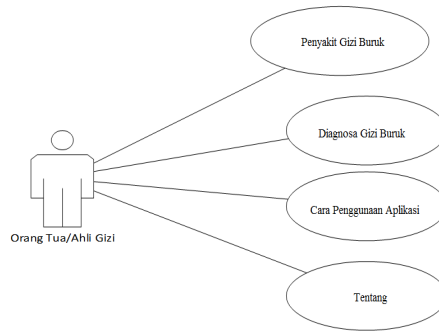 Penyakit Gizi Buruk
Diagnosa Gizi Buruk
Cara Penggunaan Aplikasi
Orang Tua/Ahli Gizi
Tentang